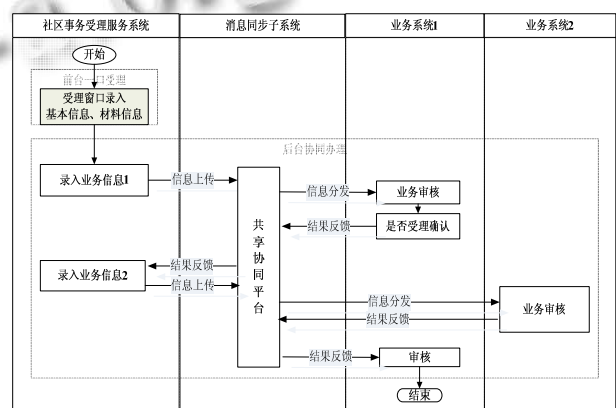 社区事务受理服务系统
消息同步子系统
业务系统1
业务系统2
开始
前台一口受理
受理窗口录入
基本信息、材料信息
后台协同办理
录入业务信息1
信息上传
信息分发
业务审核
结果反馈
是否受理确认
共
享
协
同
平
台
结果反馈
录入业务信息2
信息上传
信息分发
结果反馈
业务审核
结果反馈
审核
结束